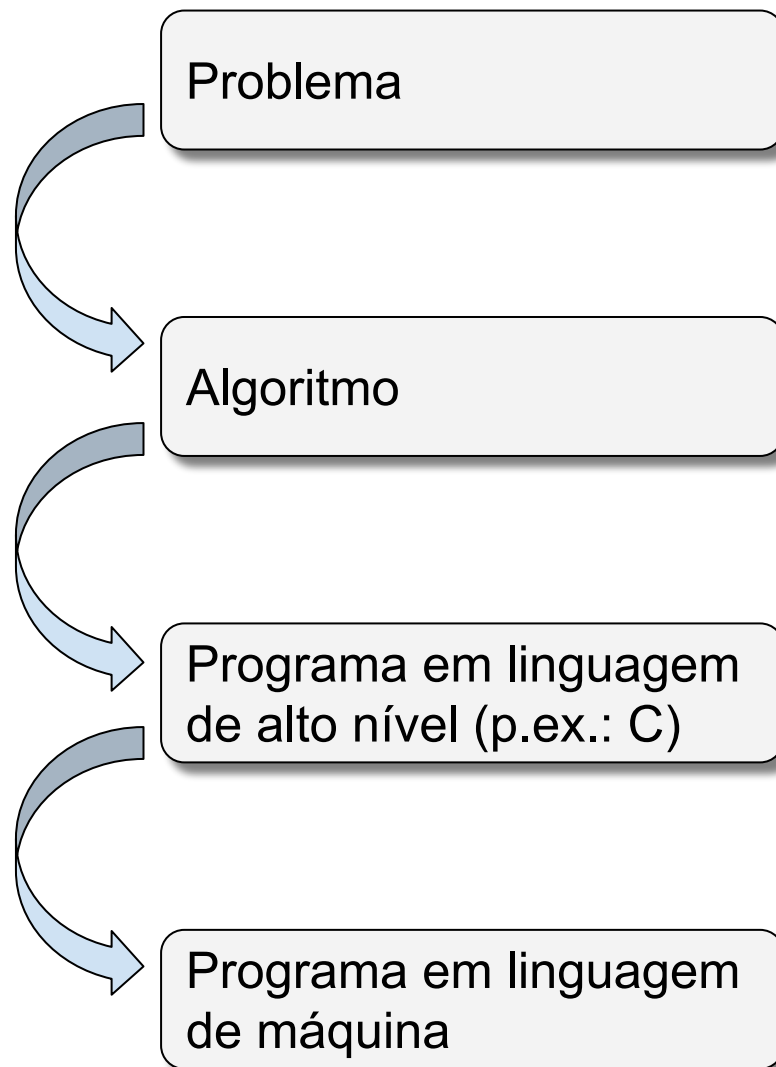 Problema
Algoritmo
Programa em linguagem
de alto nível (p.ex.: C)
Programa em linguagem
de máquina